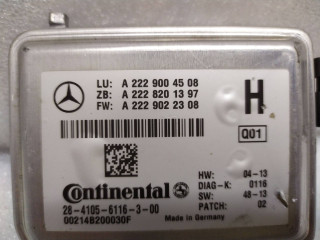 LU: A 222 900 45 08
ZB: A 222 820 13 97
FW: A 222 902 23 08
H
Q01
HW: 04-13
DIAG-K: 0116
SW: 48-13
PATCH: 02
Continental
28-4105-6116-3-00
00214B200030F
Made in Germany